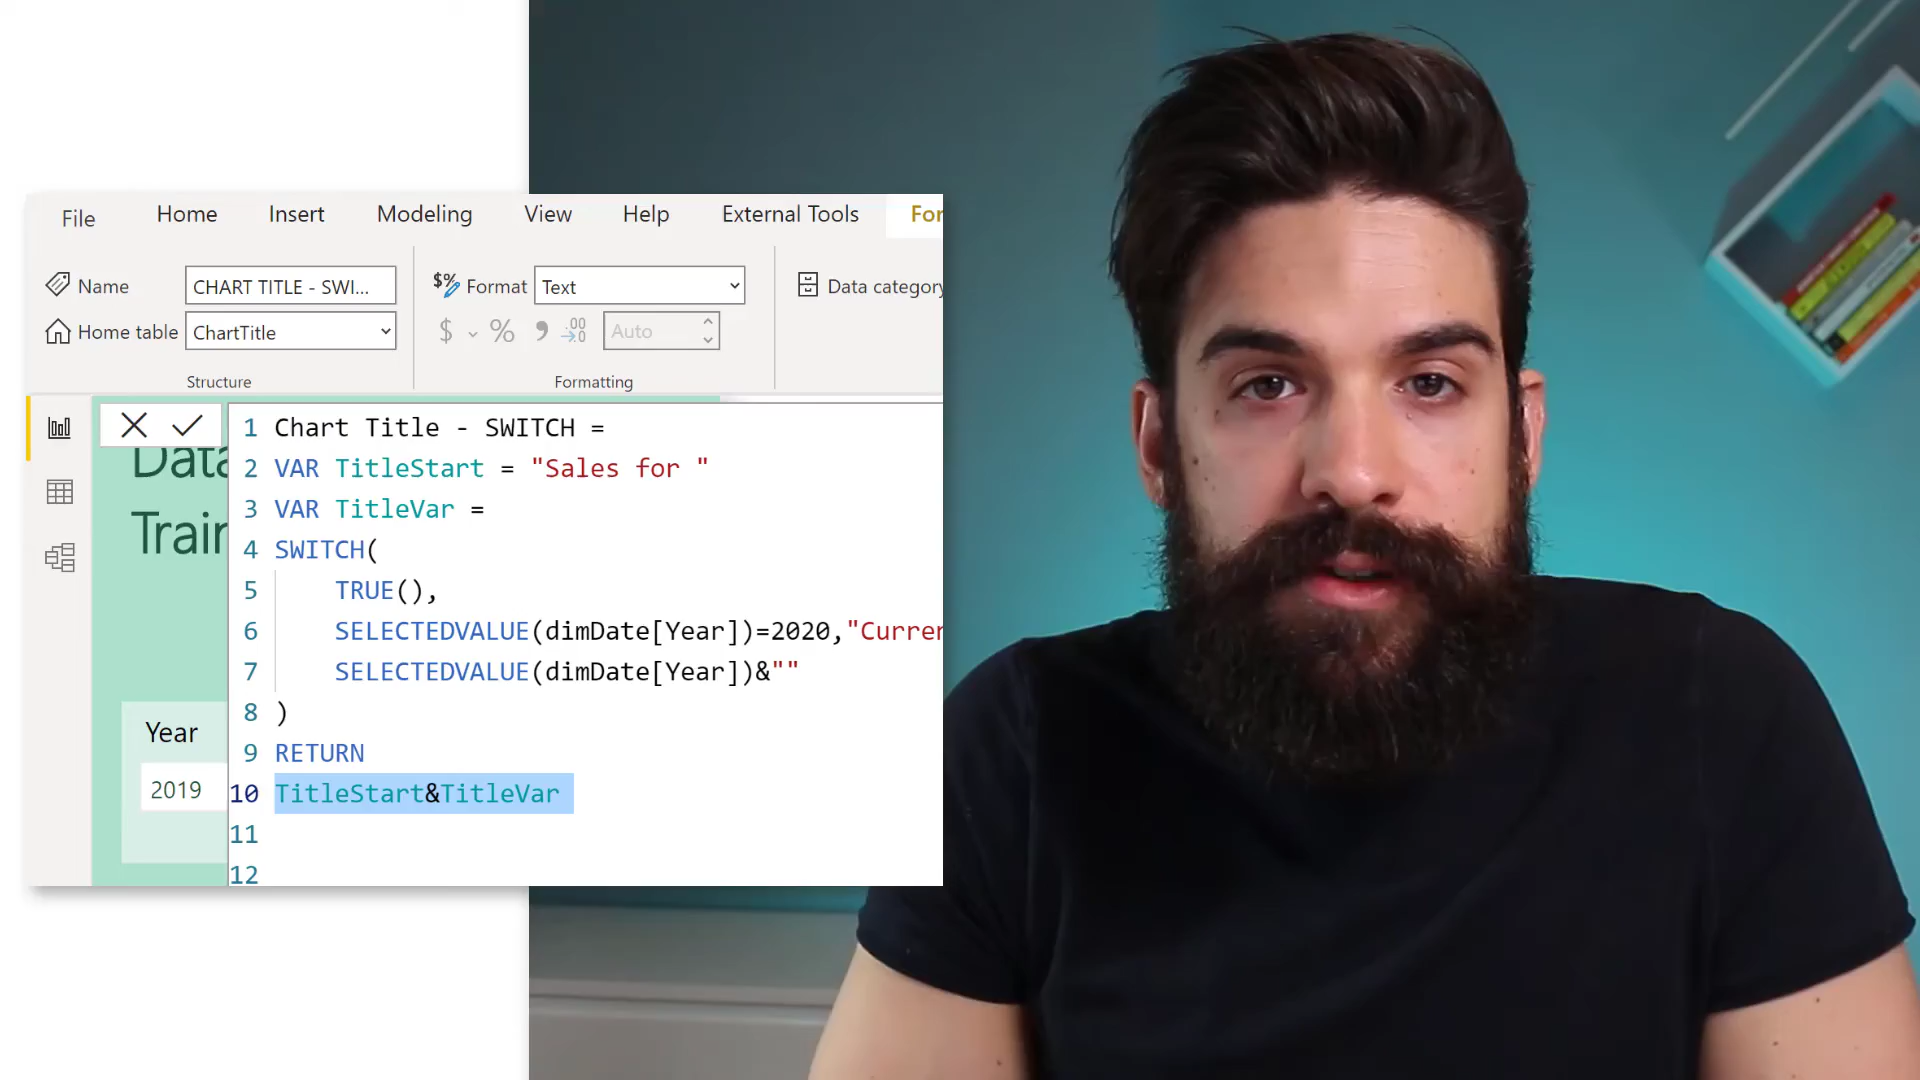 File Home Insert Modeling View Help External Tools For
Name CHART TITLE - SWI... $% Format Text Data category
Home table ChartTitle $ % , .00 →.0 Auto
Structure Formatting
Data
Train
Year
2019
1 Chart Title - SWITCH =
2 VAR TitleStart = "Sales for "
3 VAR TitleVar =
4 SWITCH(
5 TRUE(),
6 SELECTEDVALUE(dimDate[Year])=2020,"Curren
7 SELECTEDVALUE(dimDate[Year])&""
8 )
9 RETURN
10 TitleStart&TitleVar
11
12